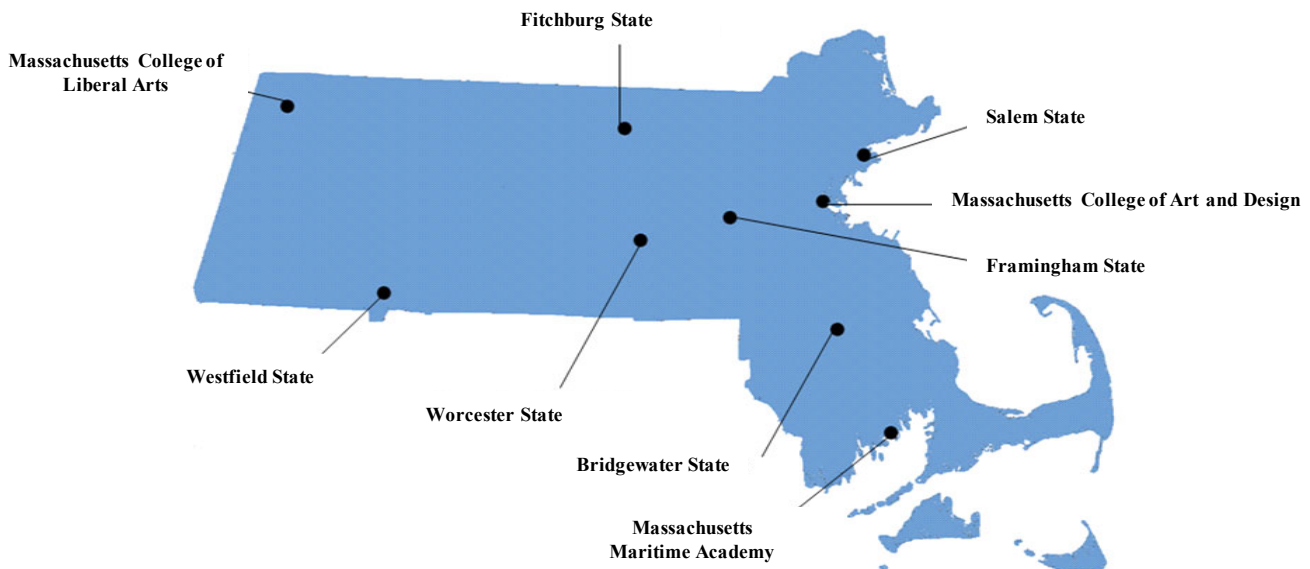 Fitchburg State
Massachusetts College of
Liberal Arts
Salem State
Massachusetts College of Art and Design
Framingham State
Westfield State
Worcester State
Bridgewater State
Massachusetts
Maritime Academy